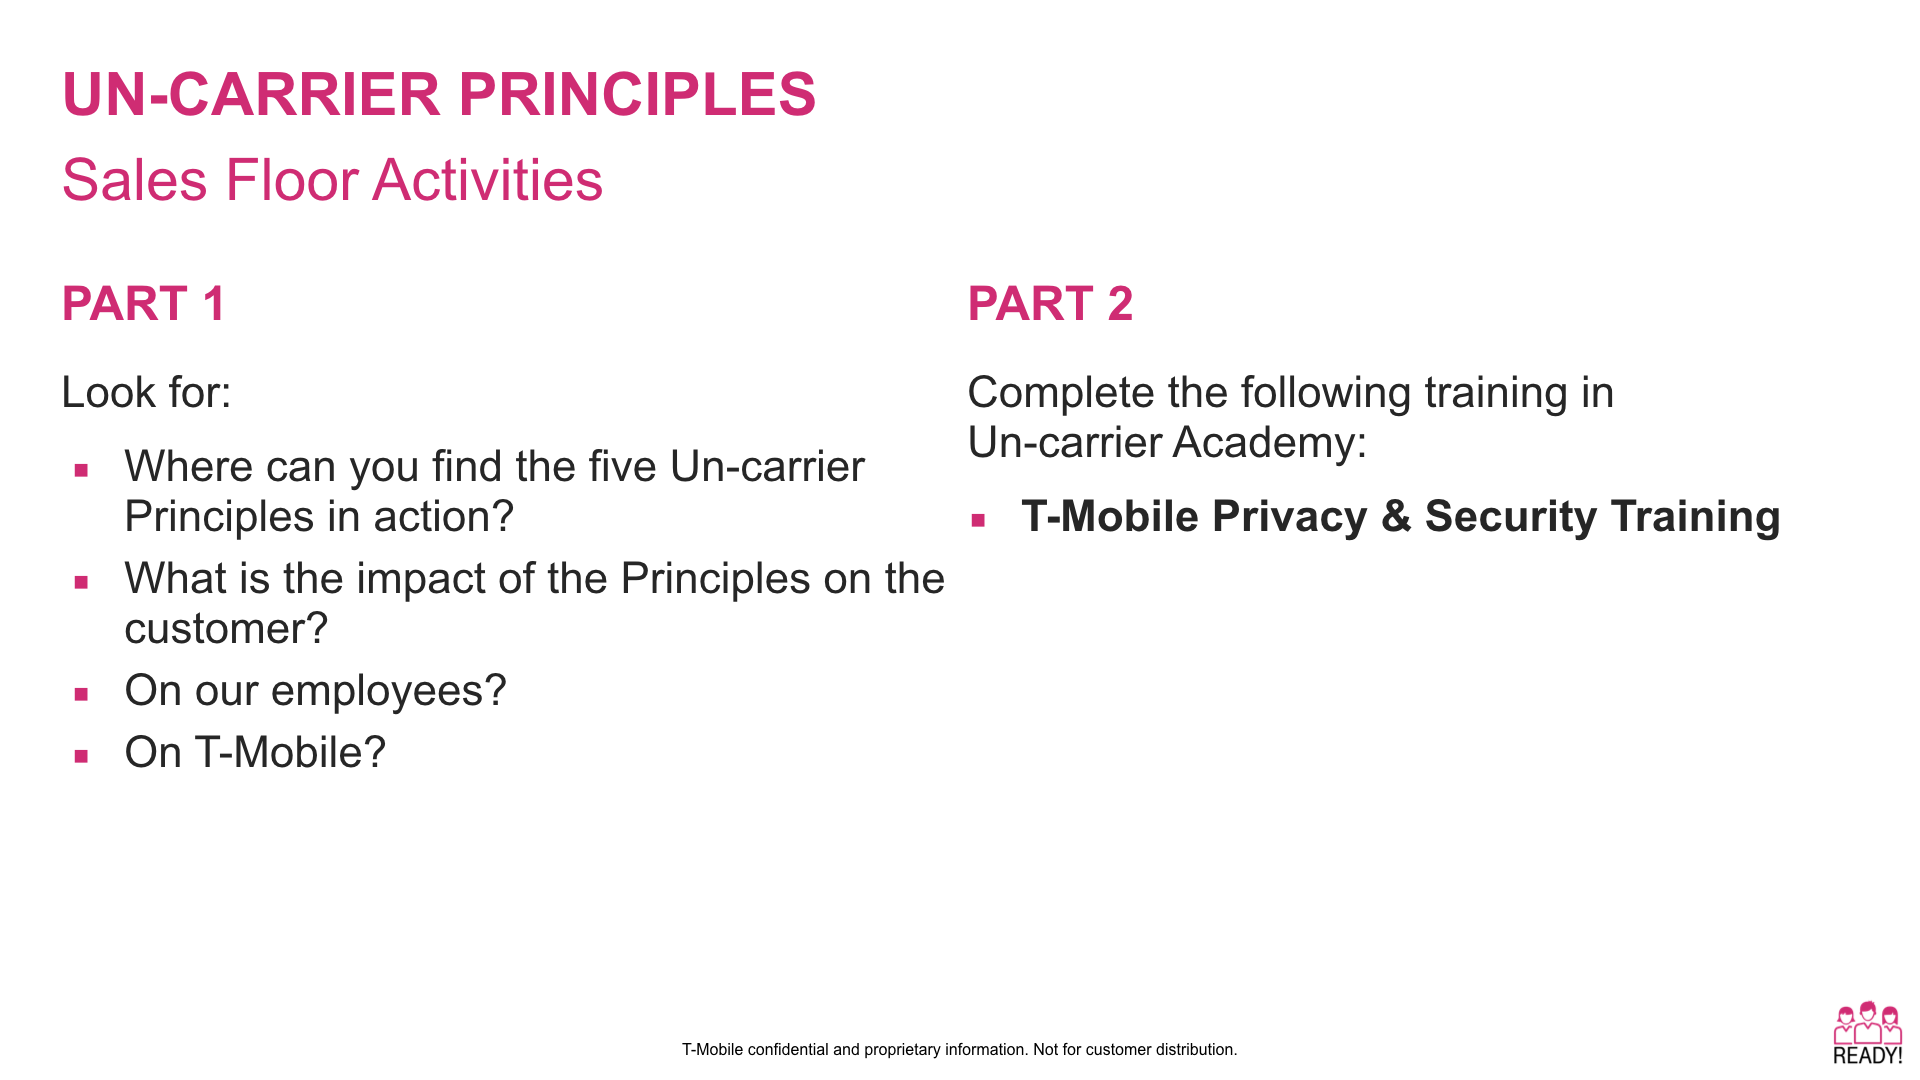 UN-CARRIER PRINCIPLES
Sales Floor Activities
PART 1
Look for:
▪ Where can you find the five Un-carrier
Principles in action?
▪ What is the impact of the Principles on the
customer?
▪ On our employees?
▪ On T-Mobile?
PART 2
Complete the following training in
Un-carrier Academy:
▪ T-Mobile Privacy & Security Training
T-Mobile confidential and proprietary information. Not for customer distribution.
READY!